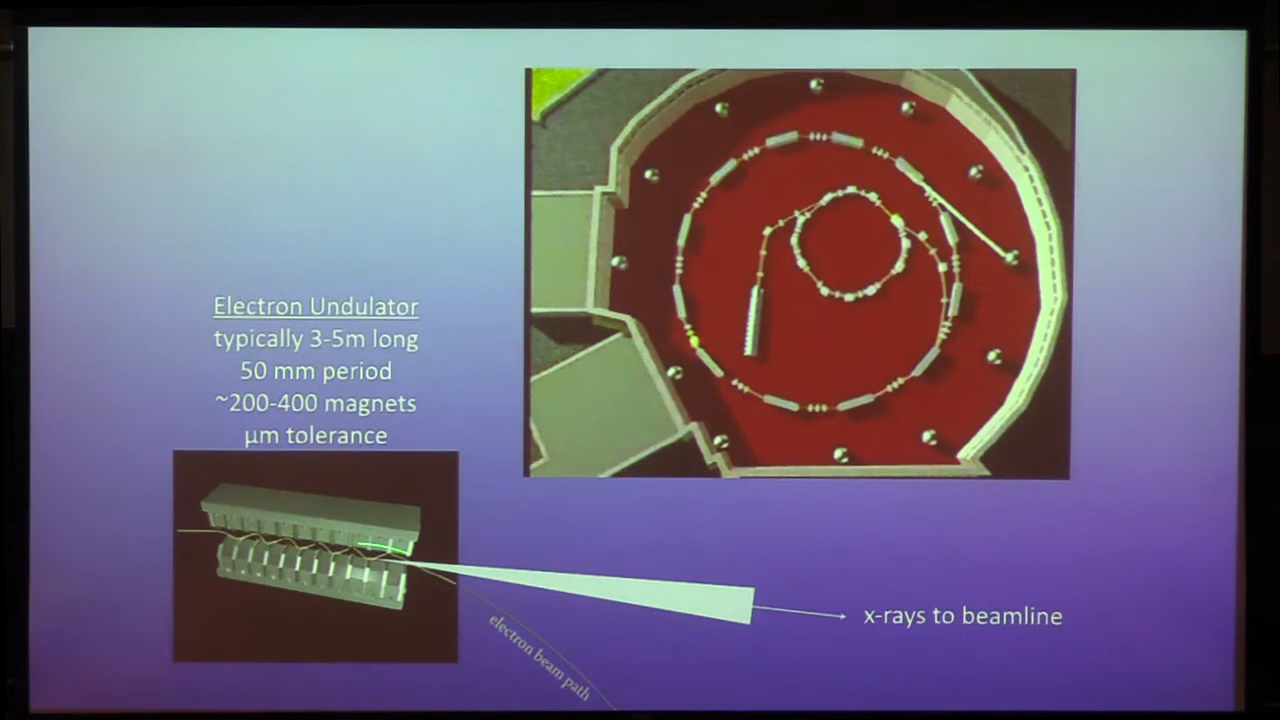 Electron Undulator
typically 3-5m long
50 mm period
~200-400 magnets
µm tolerance
x-rays to beamline
electron beam path